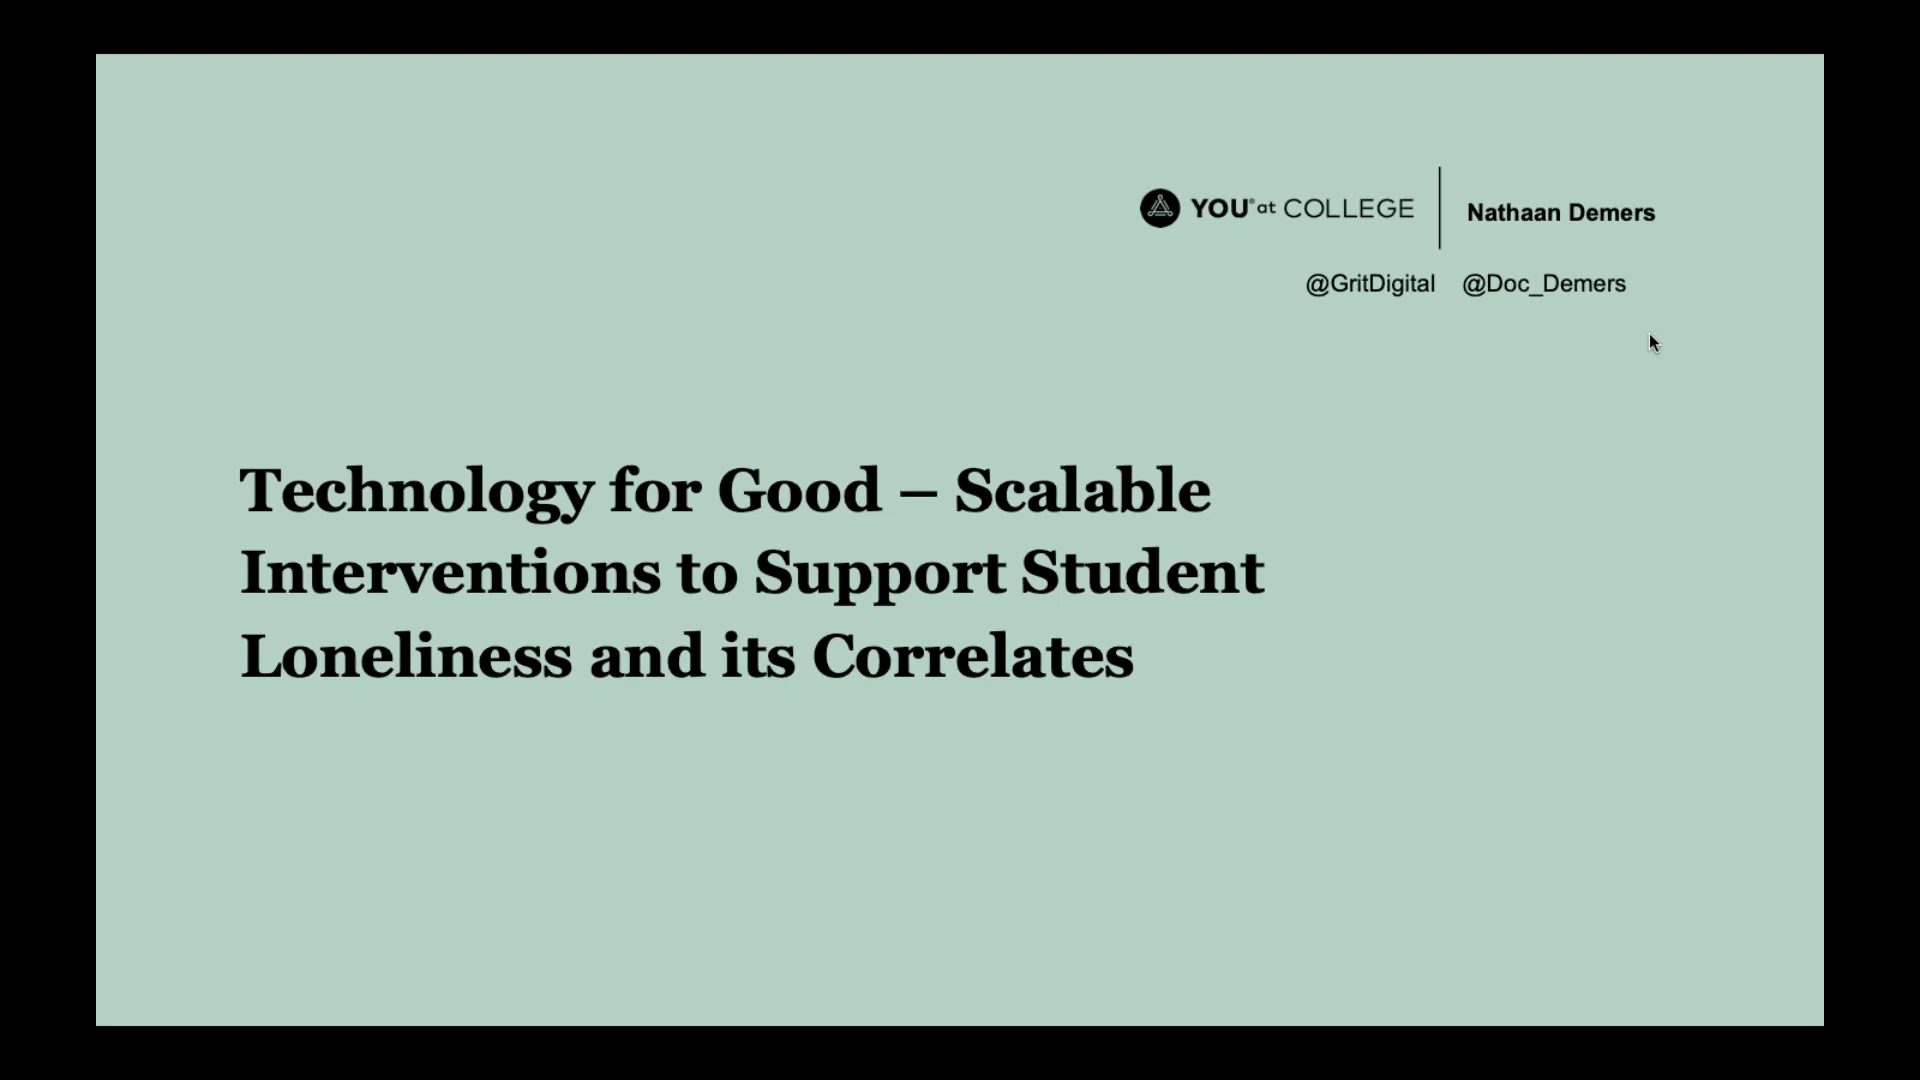 YOU® at COLLEGE
Nathaan Demers
@GritDigital @Doc_Demers
Technology for Good – Scalable
Interventions to Support Student
Loneliness and its Correlates